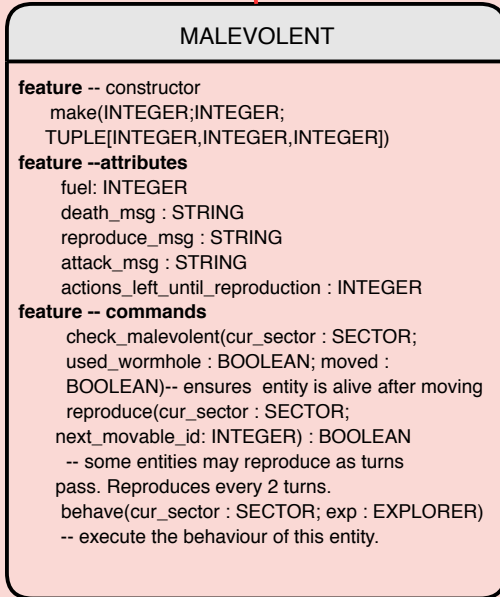 MALEVOLENT
feature -- constructor
make(INTEGER;INTEGER;
TUPLE[INTEGER,INTEGER,INTEGER])
feature --attributes
fuel: INTEGER
death_msg : STRING
reproduce_msg : STRING
attack_msg : STRING
actions_left_until_reproduction : INTEGER
feature -- commands
check_malevolent(cur_sector : SECTOR;
used_wormhole : BOOLEAN; moved :
BOOLEAN)-- ensures entity is alive after moving
reproduce(cur_sector : SECTOR;
next_movable_id: INTEGER) : BOOLEAN
-- some entities may reproduce as turns
pass. Reproduces every 2 turns.
behave(cur_sector : SECTOR; exp : EXPLORER)
-- execute the behaviour of this entity.